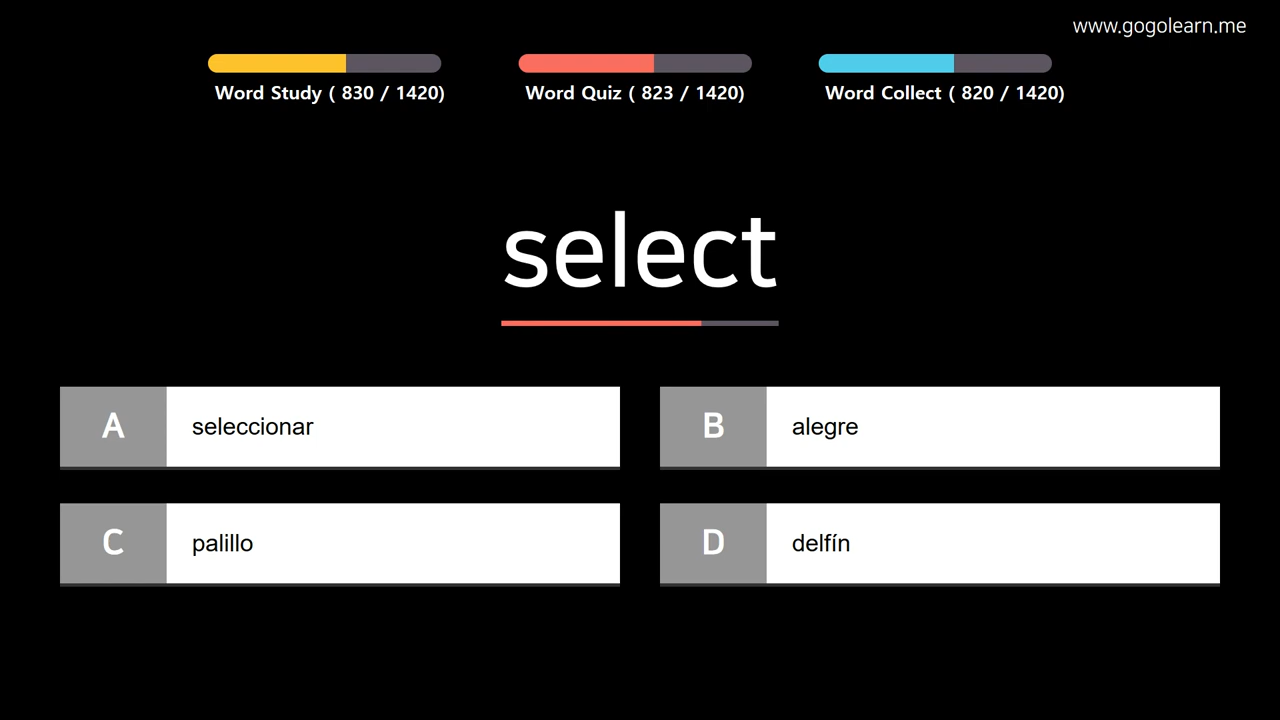 www.gogolearn.me
Word Study ( 830 / 1420)
Word Quiz ( 823 / 1420)
Word Collect ( 820 / 1420)
select
A seleccionar
B alegre
C palillo
D delfín